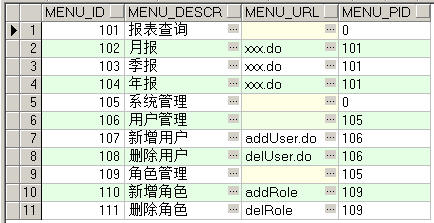 MENU_ID MENU_DESCR MENU_URL MENU_PID
1 101 报表查询 ... ... 0
2 102 月报 ... xxx.do ... 101
3 103 季报 ... xxx.do ... 101
4 104 年报 ... xxx.do ... 101
5 105 系统管理 ... ... 0
6 106 用户管理 ... ... 105
7 107 新增用户 ... addUser.do ... 106
8 108 删除用户 ... delUser.do ... 106
9 109 角色管理 ... ... 105
10 110 新增角色 ... addRole ... 109
11 111 删除角色 ... delRole ... 109